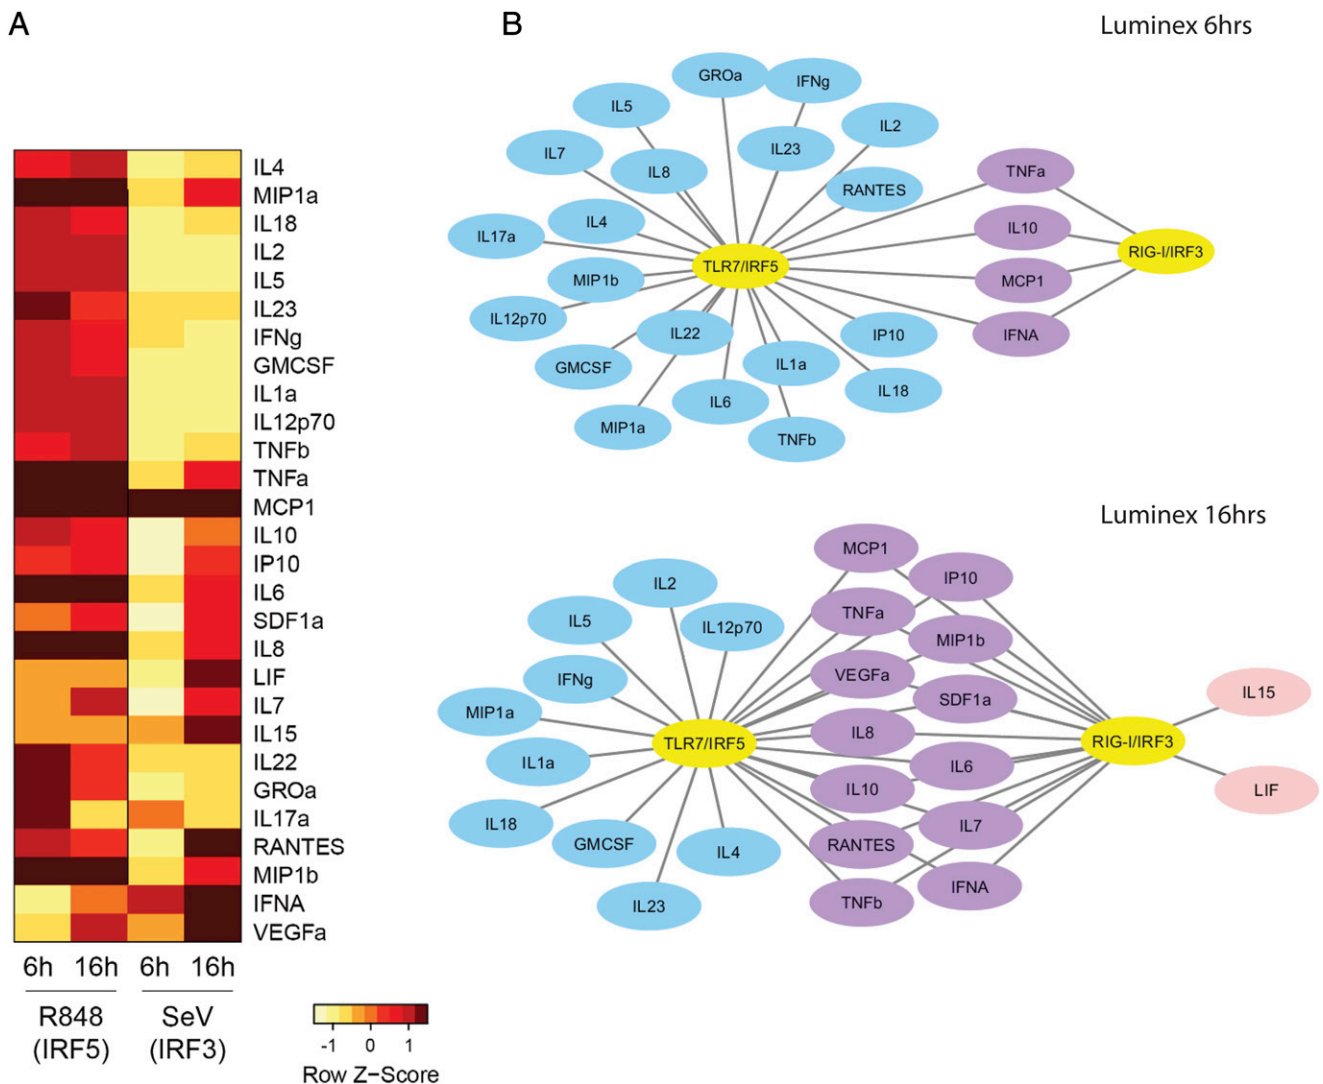 A
IL4
MIP1a
IL18
IL2
IL5
IL23
IFNg
GMCSF
IL1a
IL12p70
TNFb
TNFa
MCP1
IL10
IP10
IL6
SDF1a
IL8
LIF
IL7
IL15
IL22
GROa
IL17a
RANTES
MIP1b
IFNA
VEGFa
6h 16h 6h 16h
R848 SeV
(IRF5) (IRF3)
-1 0 1
Row Z-Score
B
Luminex 6hrs
GROa
IFNg
IL5
IL2
IL7
IL23
IL8
TNFa
RANTES
IL4
IL10
IL17a
RIG-I/IRF3
TLR7/IRF5
MIP1b
MCP1
IL12p70
IL22
IP10
IFNA
GMCSF
IL1a
IL18
IL6
MIP1a
TNFb
Luminex 16hrs
MCP1
IP10
IL2
TNFa
IL5
IL12p70
MIP1b
VEGFa
IFNg
IL15
SDF1a
MIP1a
IL8
TLR7/IRF5
RIG-I/IRF3
IL1a
IL6
IL10
LIF
IL18
IL7
GMCSF
RANTES
IL4
IFNA
TNFb
IL23